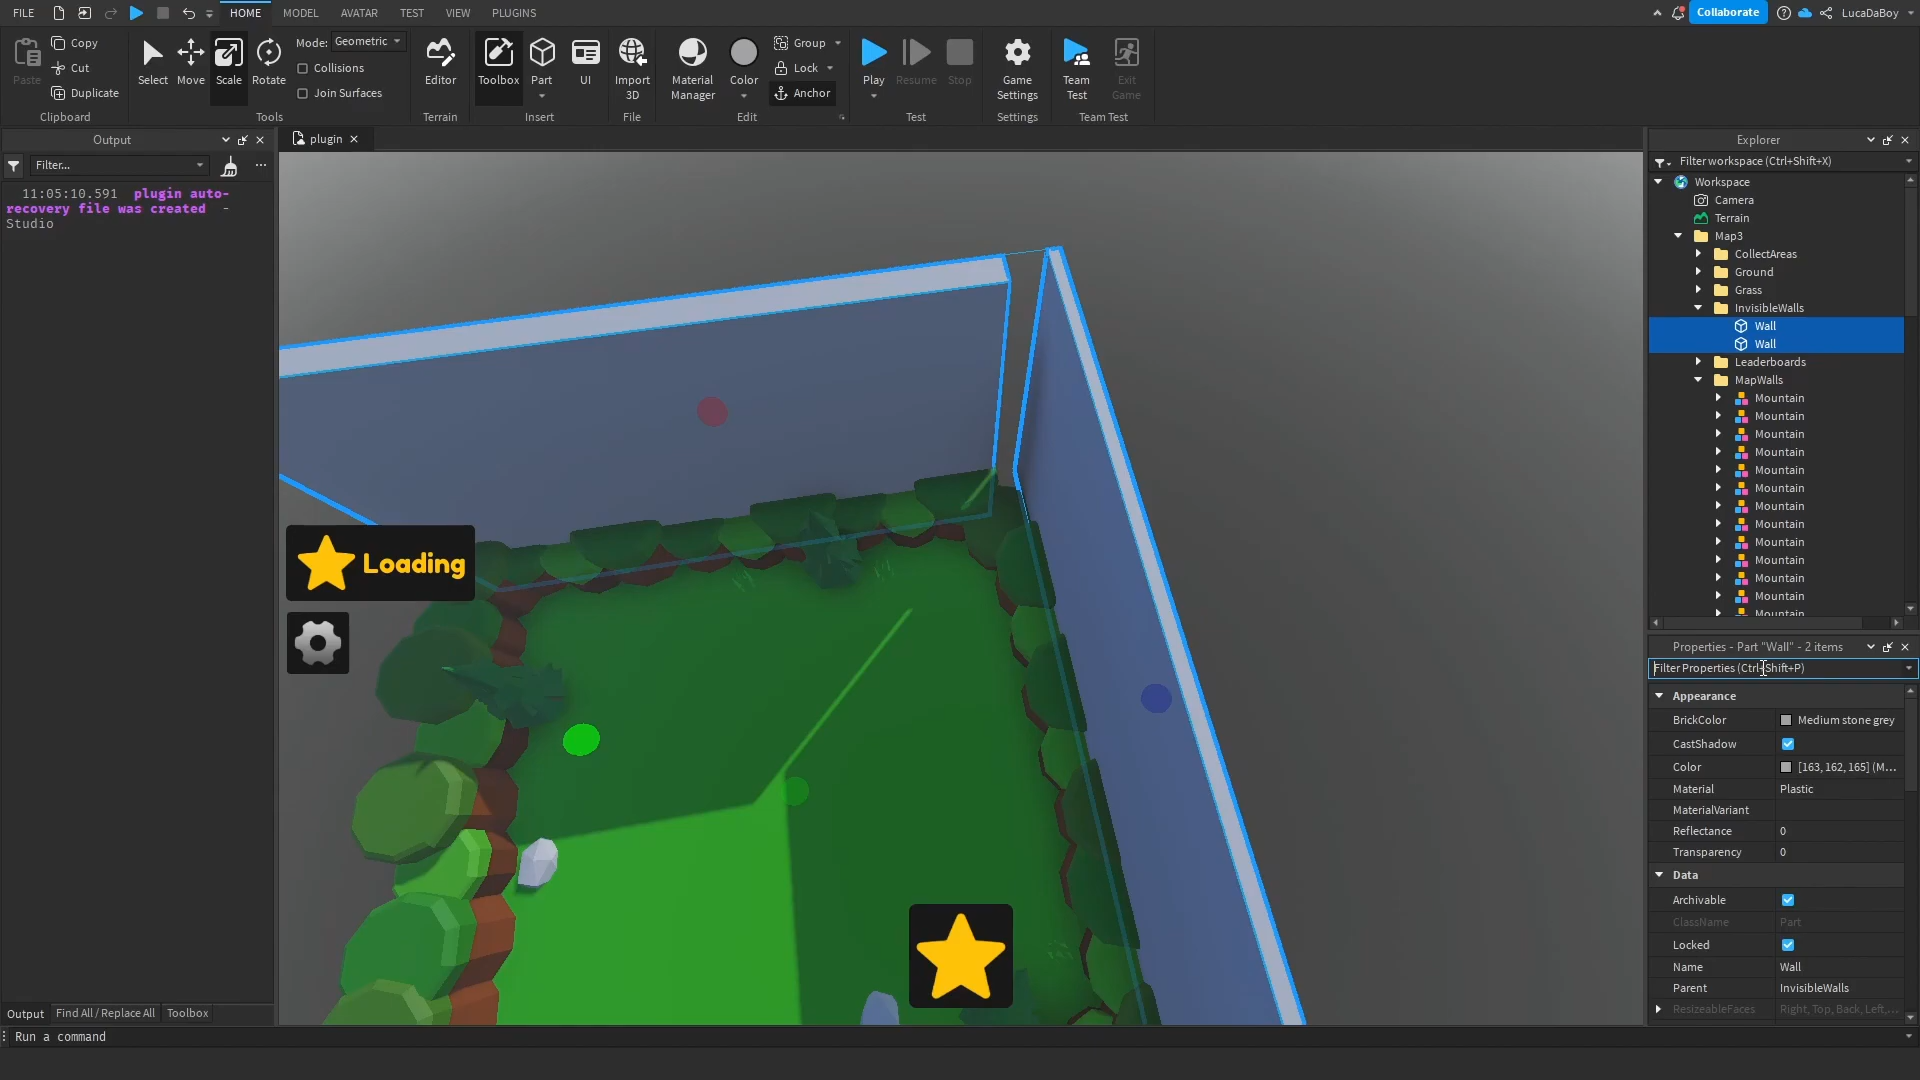 FILE
HOME
MODEL
AVATAR
TEST
VIEW
PLUGINS
Collaborate
LucaDaBoy
Paste
Copy
Cut
Duplicate
Clipboard
Select
Move
Scale
Rotate
Mode: Geometric
Collisions
Join Surfaces
Tools
Editor
Terrain
Toolbox
Part
UI
Insert
Import
3D
File
Material
Manager
Color
Group
Lock
Anchor
Edit
Play
Resume
Stop
Test
Game
Settings
Settings
Team
Test
Exit
Game
Team Test
Output
Filter...
11:05:10.591 plugin auto-
recovery file was created -
Studio
Output
Find All / Replace All
Toolbox
Run a command
plugin
Loading
Explorer
Filter workspace (Ctrl+Shift+X)
Workspace
Camera
Terrain
Map3
CollectAreas
Ground
Grass
InvisibleWalls
Wall
Wall
Leaderboards
MapWalls
Mountain
Mountain
Mountain
Mountain
Mountain
Mountain
Mountain
Mountain
Mountain
Mountain
Mountain
Mountain
Mountain
Properties - Part "Wall" - 2 items
Filter Properties (Ctrl+Shift+P)
Appearance
BrickColor Medium stone grey
CastShadow
Color [163, 162, 165] (M...
Material Plastic
MaterialVariant
Reflectance 0
Transparency 0
Data
Archivable
ClassName Part
Locked
Name Wall
Parent InvisibleWalls
ResizeableFaces Right, Top, Back, Left,...